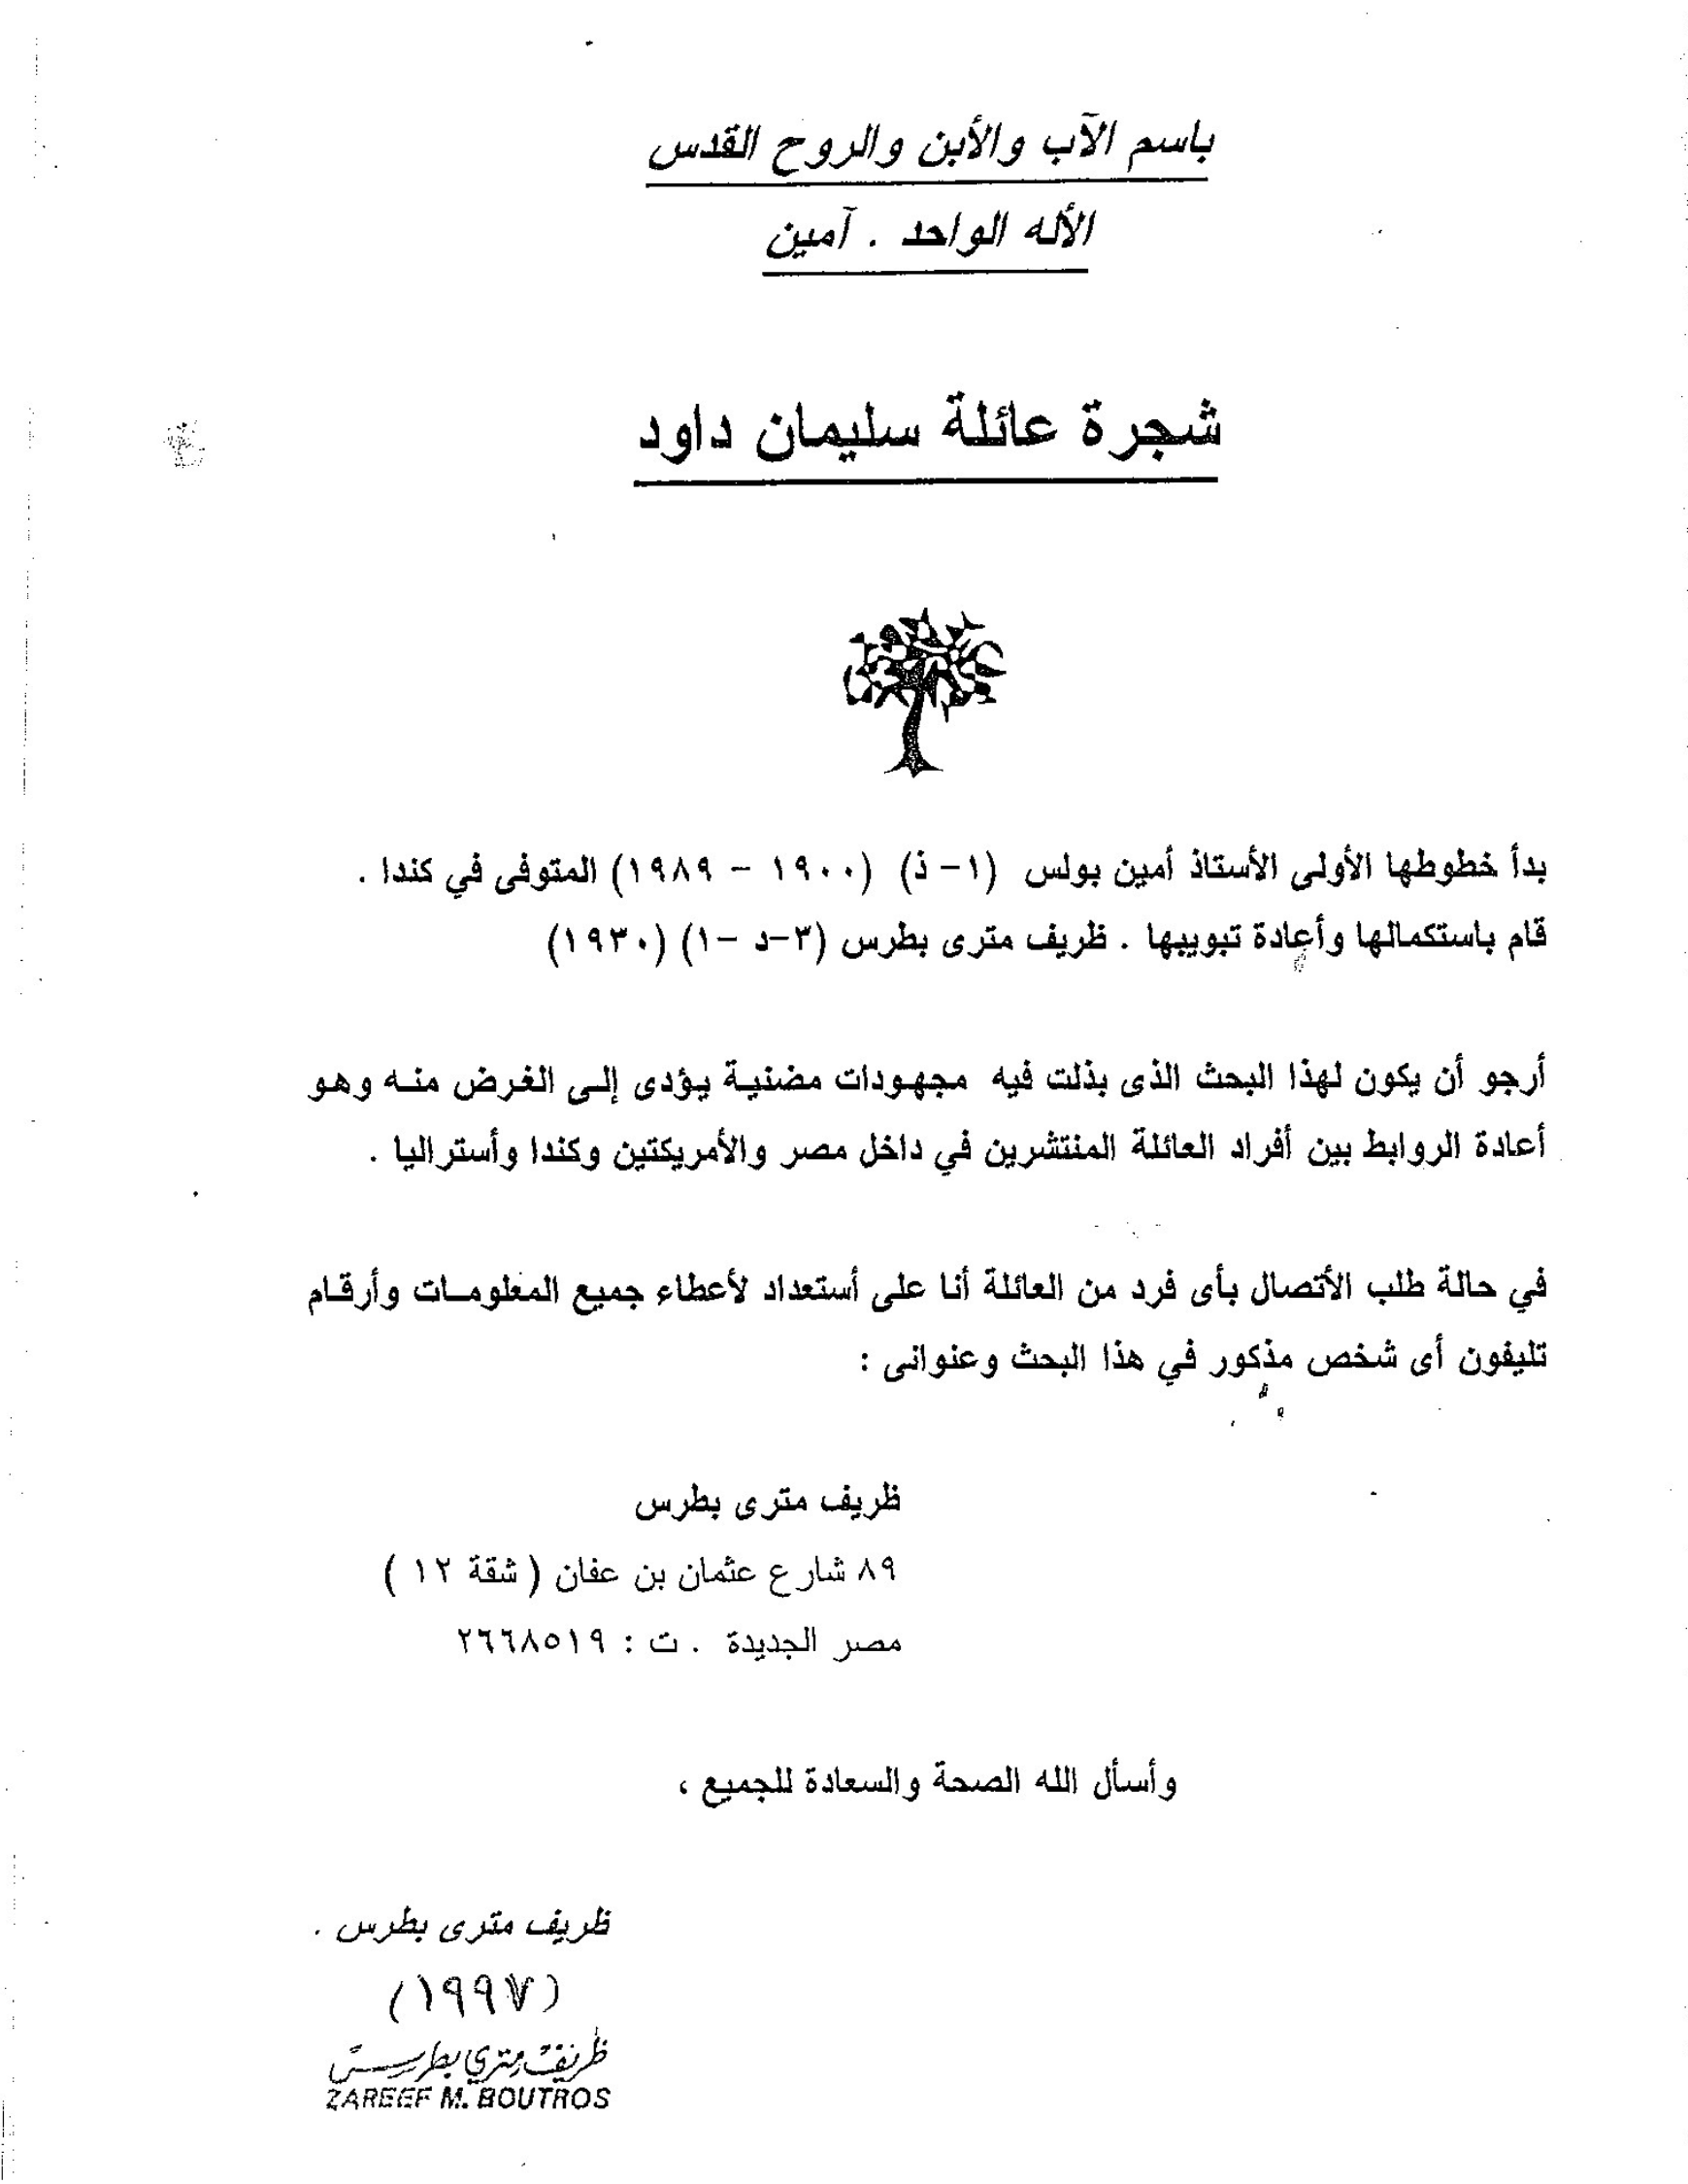 باسم الآب والأبن والروح القدس
الأله الواحد . آمين
شجرة عائلة سليمان داود
بدأ خطوطها الأولى الأستاذ أمين بولس (١- ذ) (١٩٠٠ - ١٩٨٩) المتوفى في كندا .
قام باستكمالها وأعادة تبويبها . ظريف مترى بطرس (٣-د -١) (١٩٣٠)
أرجو أن يكون لهذا البحث الذى بذلت فيه مجهودات مضنية يؤدى إلى الغرض منه وهو
أعادة الروابط بين أفراد العائلة المنتشرين في داخل مصر والأمريكتين وكندا وأستراليا .
في حالة طلب الأتصال بأى فرد من العائلة أنا على أستعداد لأعطاء جميع المعلومات وأرقام
تليفون أى شخص مذكور في هذا البحث وعنوانى :
ظريف مترى بطرس
٨٩ شارع عثمان بن عفان ( شقة ١٢ )
مصر الجديدة . ت : ٢٦٦٨٥١٩
وأسأل الله الصحة والسعادة للجميع ،
ظريف مترى بطرس .
(١٩٩٧)
ظريف متري بطرس
ZAREEF M. BOUTROS